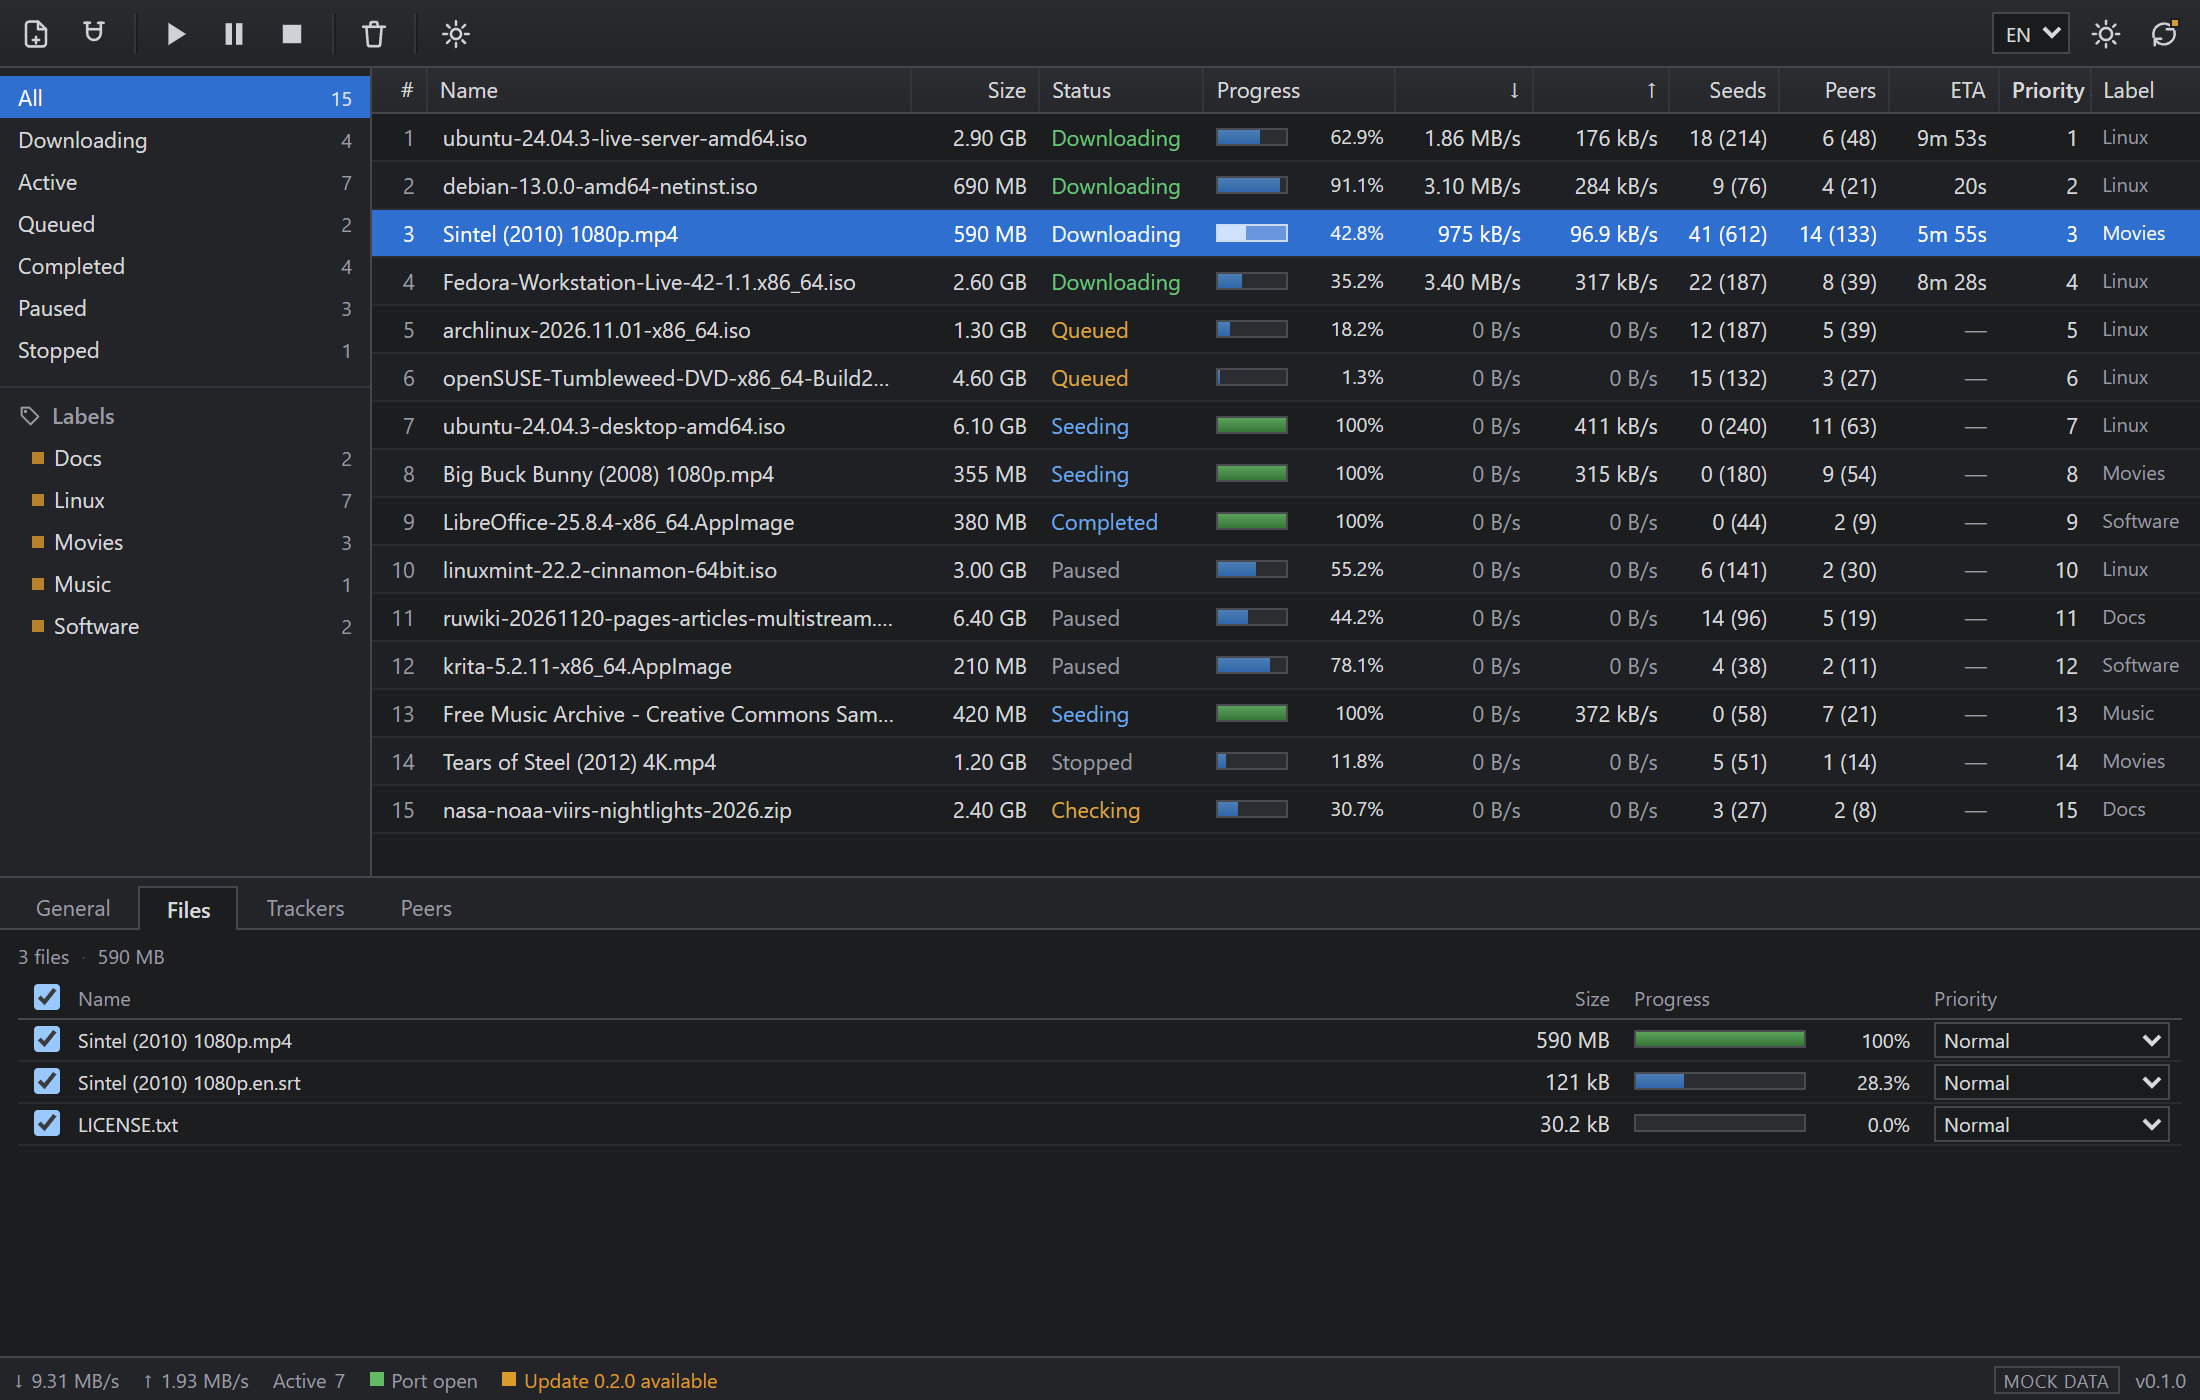 EN
All 15
Downloading 4
Active 7
Queued 2
Completed 4
Paused 3
Stopped 1
Labels
Docs 2
Linux 7
Movies 3
Music 1
Software 2
# Name Size Status Progress ↓ ↑ Seeds Peers ETA Priority Label
1 ubuntu-24.04.3-live-server-amd64.iso 2.90 GB Downloading 62.9% 1.86 MB/s 176 kB/s 18 (214) 6 (48) 9m 53s 1 Linux
2 debian-13.0.0-amd64-netinst.iso 690 MB Downloading 91.1% 3.10 MB/s 284 kB/s 9 (76) 4 (21) 20s 2 Linux
3 Sintel (2010) 1080p.mp4 590 MB Downloading 42.8% 975 kB/s 96.9 kB/s 41 (612) 14 (133) 5m 55s 3 Movies
4 Fedora-Workstation-Live-42-1.1.x86_64.iso 2.60 GB Downloading 35.2% 3.40 MB/s 317 kB/s 22 (187) 8 (39) 8m 28s 4 Linux
5 archlinux-2026.11.01-x86_64.iso 1.30 GB Queued 18.2% 0 B/s 0 B/s 12 (187) 5 (39) — 5 Linux
6 openSUSE-Tumbleweed-DVD-x86_64-Build2... 4.60 GB Queued 1.3% 0 B/s 0 B/s 15 (132) 3 (27) — 6 Linux
7 ubuntu-24.04.3-desktop-amd64.iso 6.10 GB Seeding 100% 0 B/s 411 kB/s 0 (240) 11 (63) — 7 Linux
8 Big Buck Bunny (2008) 1080p.mp4 355 MB Seeding 100% 0 B/s 315 kB/s 0 (180) 9 (54) — 8 Movies
9 LibreOffice-25.8.4-x86_64.AppImage 380 MB Completed 100% 0 B/s 0 B/s 0 (44) 2 (9) — 9 Software
10 linuxmint-22.2-cinnamon-64bit.iso 3.00 GB Paused 55.2% 0 B/s 0 B/s 6 (141) 2 (30) — 10 Linux
11 ruwiki-20261120-pages-articles-multistream.... 6.40 GB Paused 44.2% 0 B/s 0 B/s 14 (96) 5 (19) — 11 Docs
12 krita-5.2.11-x86_64.AppImage 210 MB Paused 78.1% 0 B/s 0 B/s 4 (38) 2 (11) — 12 Software
13 Free Music Archive - Creative Commons Sam... 420 MB Seeding 100% 0 B/s 372 kB/s 0 (58) 7 (21) — 13 Music
14 Tears of Steel (2012) 4K.mp4 1.20 GB Stopped 11.8% 0 B/s 0 B/s 5 (51) 1 (14) — 14 Movies
15 nasa-noaa-viirs-nightlights-2026.zip 2.40 GB Checking 30.7% 0 B/s 0 B/s 3 (27) 2 (8) — 15 Docs
General Files Trackers Peers
3 files · 590 MB
Name Size Progress Priority
Sintel (2010) 1080p.mp4 590 MB 100% Normal
Sintel (2010) 1080p.en.srt 121 kB 28.3% Normal
LICENSE.txt 30.2 kB 0.0% Normal
↓ 9.31 MB/s ↑ 1.93 MB/s Active 7 Port open Update 0.2.0 available MOCK DATA v0.1.0